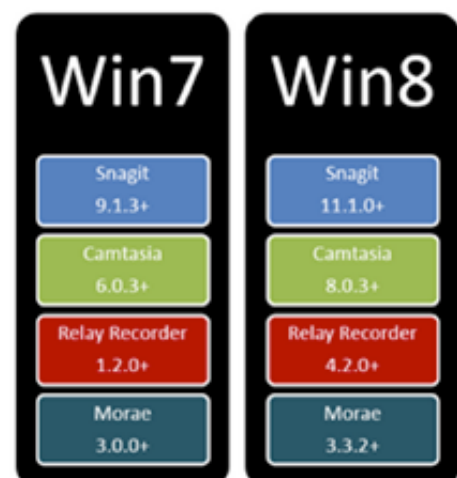 Win7
Snagit
9.1.3+
Camtasia
6.0.3+
Relay Recorder
1.2.0+
Morae
3.0.0+
Win8
Snagit
11.1.0+
Camtasia
8.0.3+
Relay Recorder
4.2.0+
Morae
3.3.2+